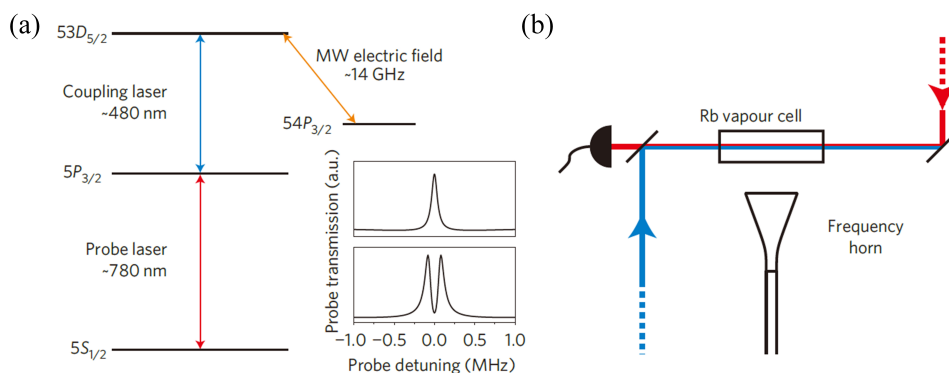 (a)
53D5/2
Coupling laser
~480 nm
MW electric field
~14 GHz
54P3/2
5P3/2
Probe laser
~780 nm
5S1/2
Probe transmission (a.u.)
−1.0 −0.5 0.0 0.5 1.0
Probe detuning (MHz)
(b)
Rb vapour cell
Frequency
horn